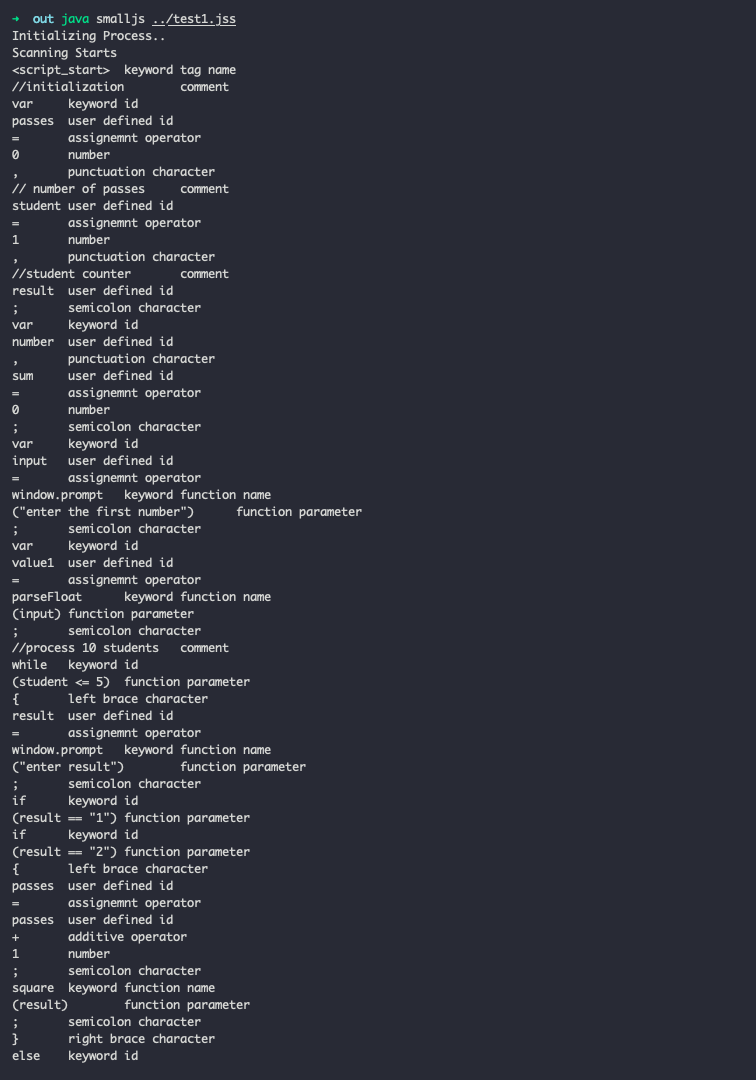 → out java smalljs ../test1.jss
Initializing Process..
Scanning Starts
<script_start> keyword tag name
//initialization comment
var keyword id
passes user defined id
= assignemnt operator
0 number
, punctuation character
// number of passes comment
student user defined id
= assignemnt operator
1 number
, punctuation character
//student counter comment
result user defined id
; semicolon character
var keyword id
number user defined id
, punctuation character
sum user defined id
= assignemnt operator
0 number
; semicolon character
var keyword id
input user defined id
= assignemnt operator
window.prompt keyword function name
("enter the first number") function parameter
; semicolon character
var keyword id
value1 user defined id
= assignemnt operator
parseFloat keyword function name
(input) function parameter
; semicolon character
//process 10 students comment
while keyword id
(student <= 5) function parameter
{ left brace character
result user defined id
= assignemnt operator
window.prompt keyword function name
("enter result") function parameter
; semicolon character
if keyword id
(result == "1") function parameter
if keyword id
(result == "2") function parameter
{ left brace character
passes user defined id
= assignemnt operator
passes user defined id
+ additive operator
1 number
; semicolon character
square keyword function name
(result) function parameter
; semicolon character
} right brace character
else keyword id